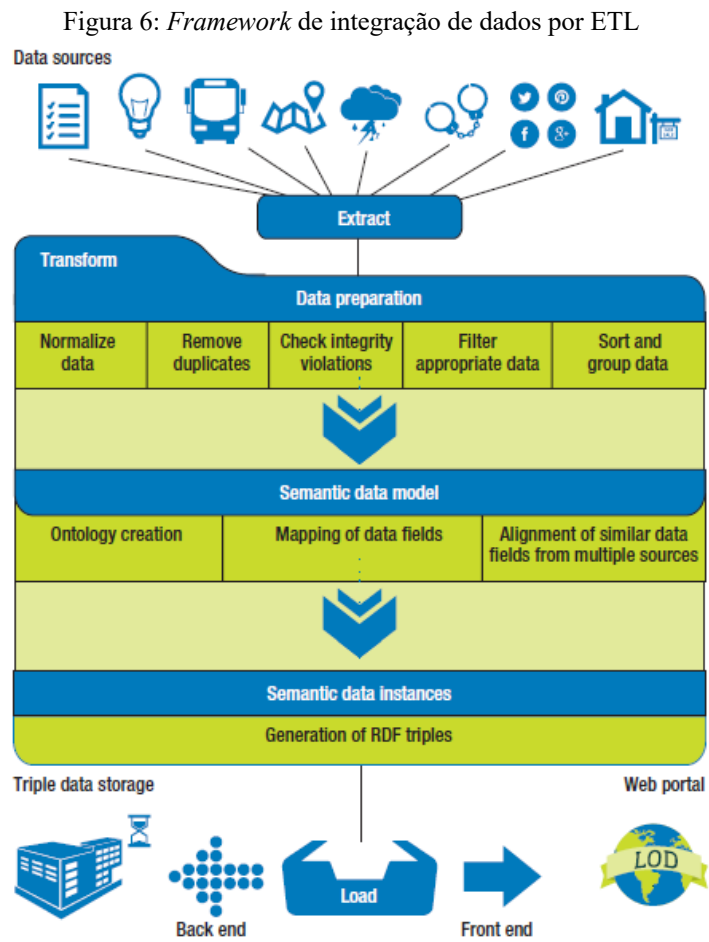 Figura 6: Framework de integração de dados por ETL
Data sources
f
g+
Extract
Transform
Data preparation
Normalize
data
Remove
duplicates
Check integrity
violations
Filter
appropriate data
Sort and
group data
Semantic data model
Ontology creation
Mapping of data fields
Alignment of similar data
fields from multiple sources
Semantic data instances
Generation of RDF triples
Triple data storage
Web portal
LOD
Load
Back end
Front end